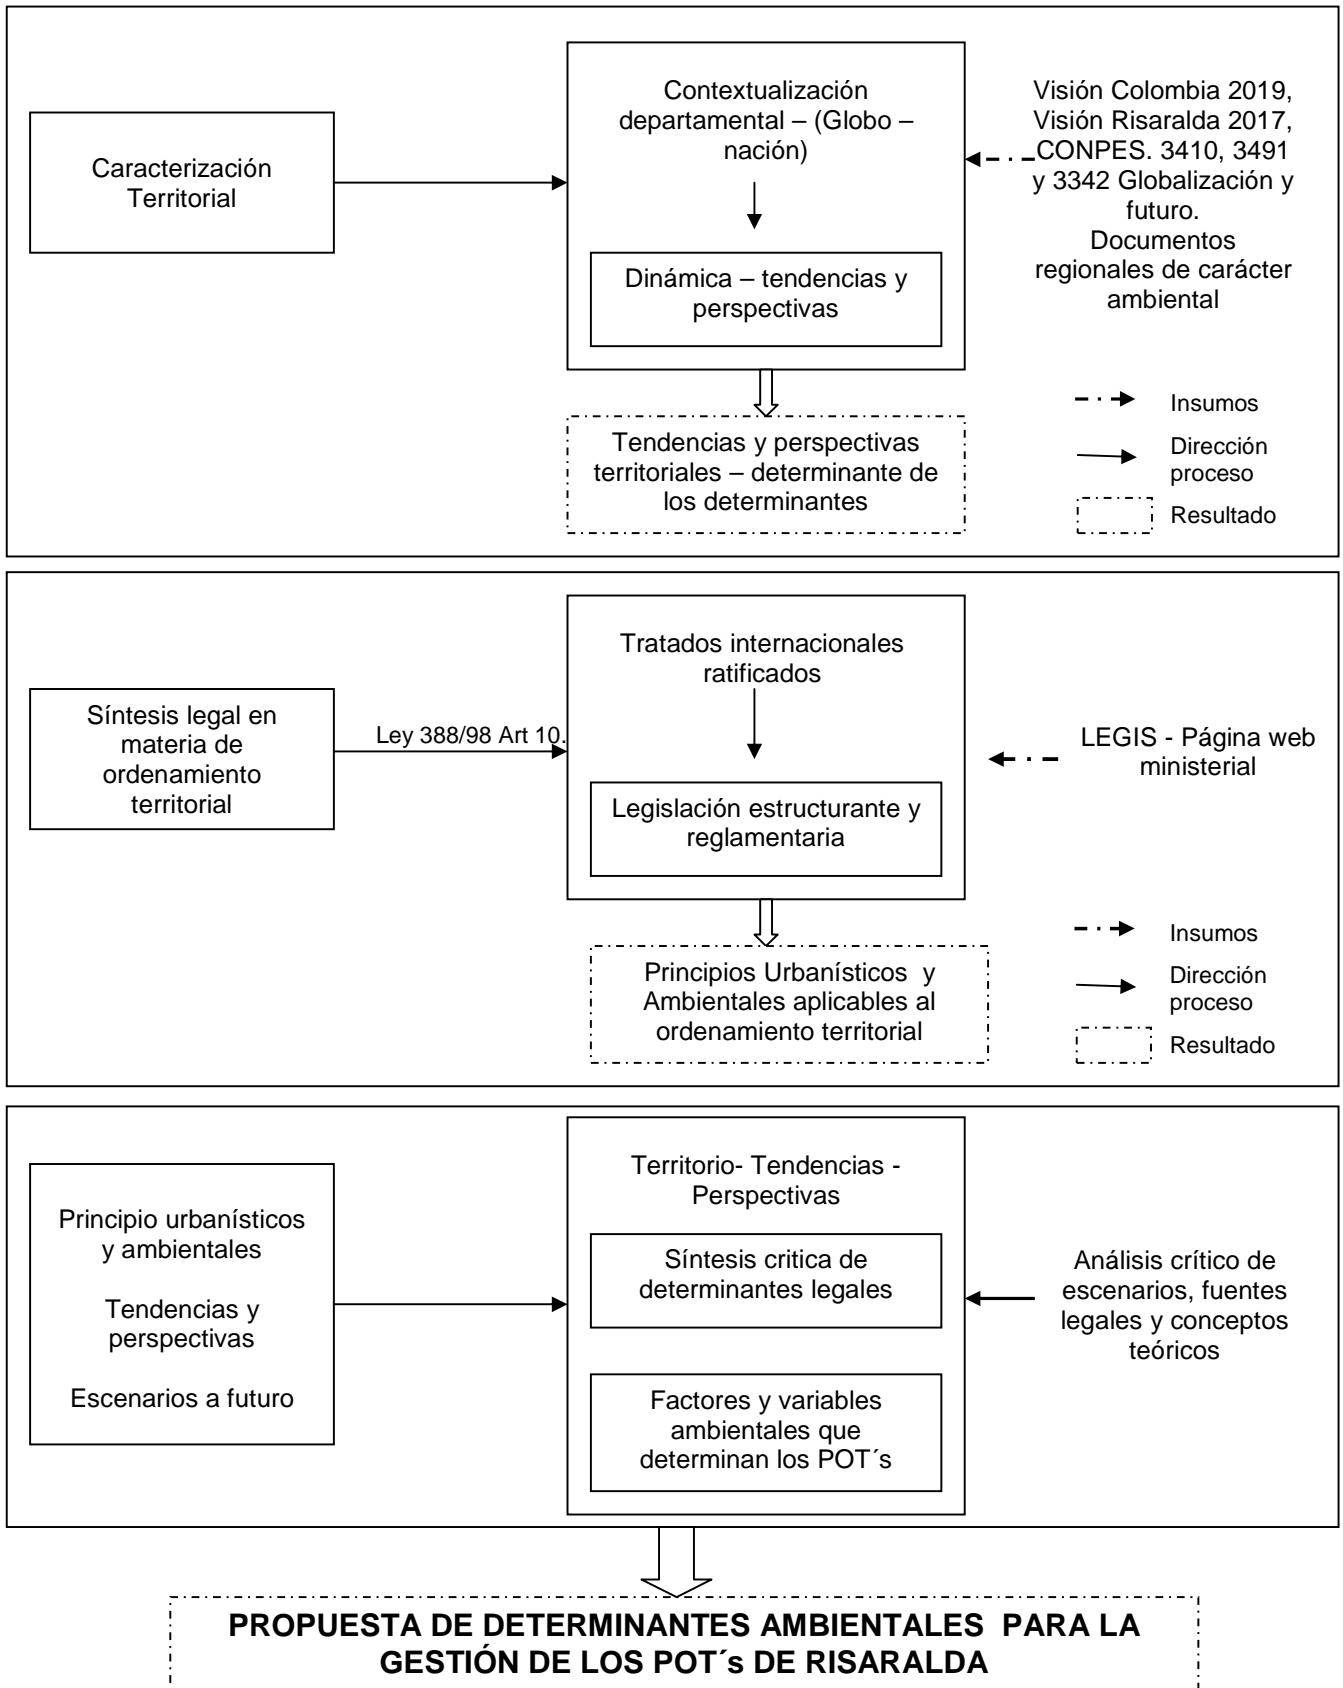 Caracterización
Territorial
Contextualización
departamental – (Globo –
nación)
Dinámica – tendencias y
perspectivas
Visión Colombia 2019,
Visión Risaralda 2017,
CONPES. 3410, 3491
y 3342 Globalización y
futuro.
Documentos
regionales de carácter
ambiental
Tendencias y perspectivas
territoriales – determinante de
los determinantes
Insumos
Dirección
proceso
Resultado
Síntesis legal en
materia de
ordenamiento
territorial
Ley 388/98 Art 10.
Tratados internacionales
ratificados
Legislación estructurante y
reglamentaria
LEGIS - Página web
ministerial
Principios Urbanísticos  y
Ambientales aplicables al
ordenamiento territorial
Insumos
Dirección
proceso
Resultado
Principio urbanísticos
y ambientales
Tendencias y
perspectivas
Escenarios a futuro
Territorio- Tendencias -
Perspectivas
Síntesis critica de
determinantes legales
Factores y variables
ambientales que
determinan los POT´s
Análisis crítico de
escenarios, fuentes
legales y conceptos
teóricos
PROPUESTA DE DETERMINANTES AMBIENTALES  PARA LA
GESTIÓN DE LOS POT´s DE RISARALDA